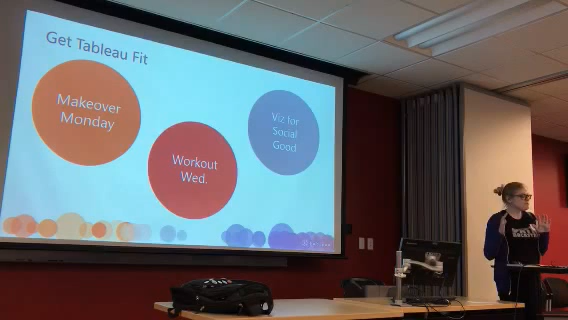 Get Tableau Fit
Makeover
Monday
Workout
Wed.
Viz for
Social
Good